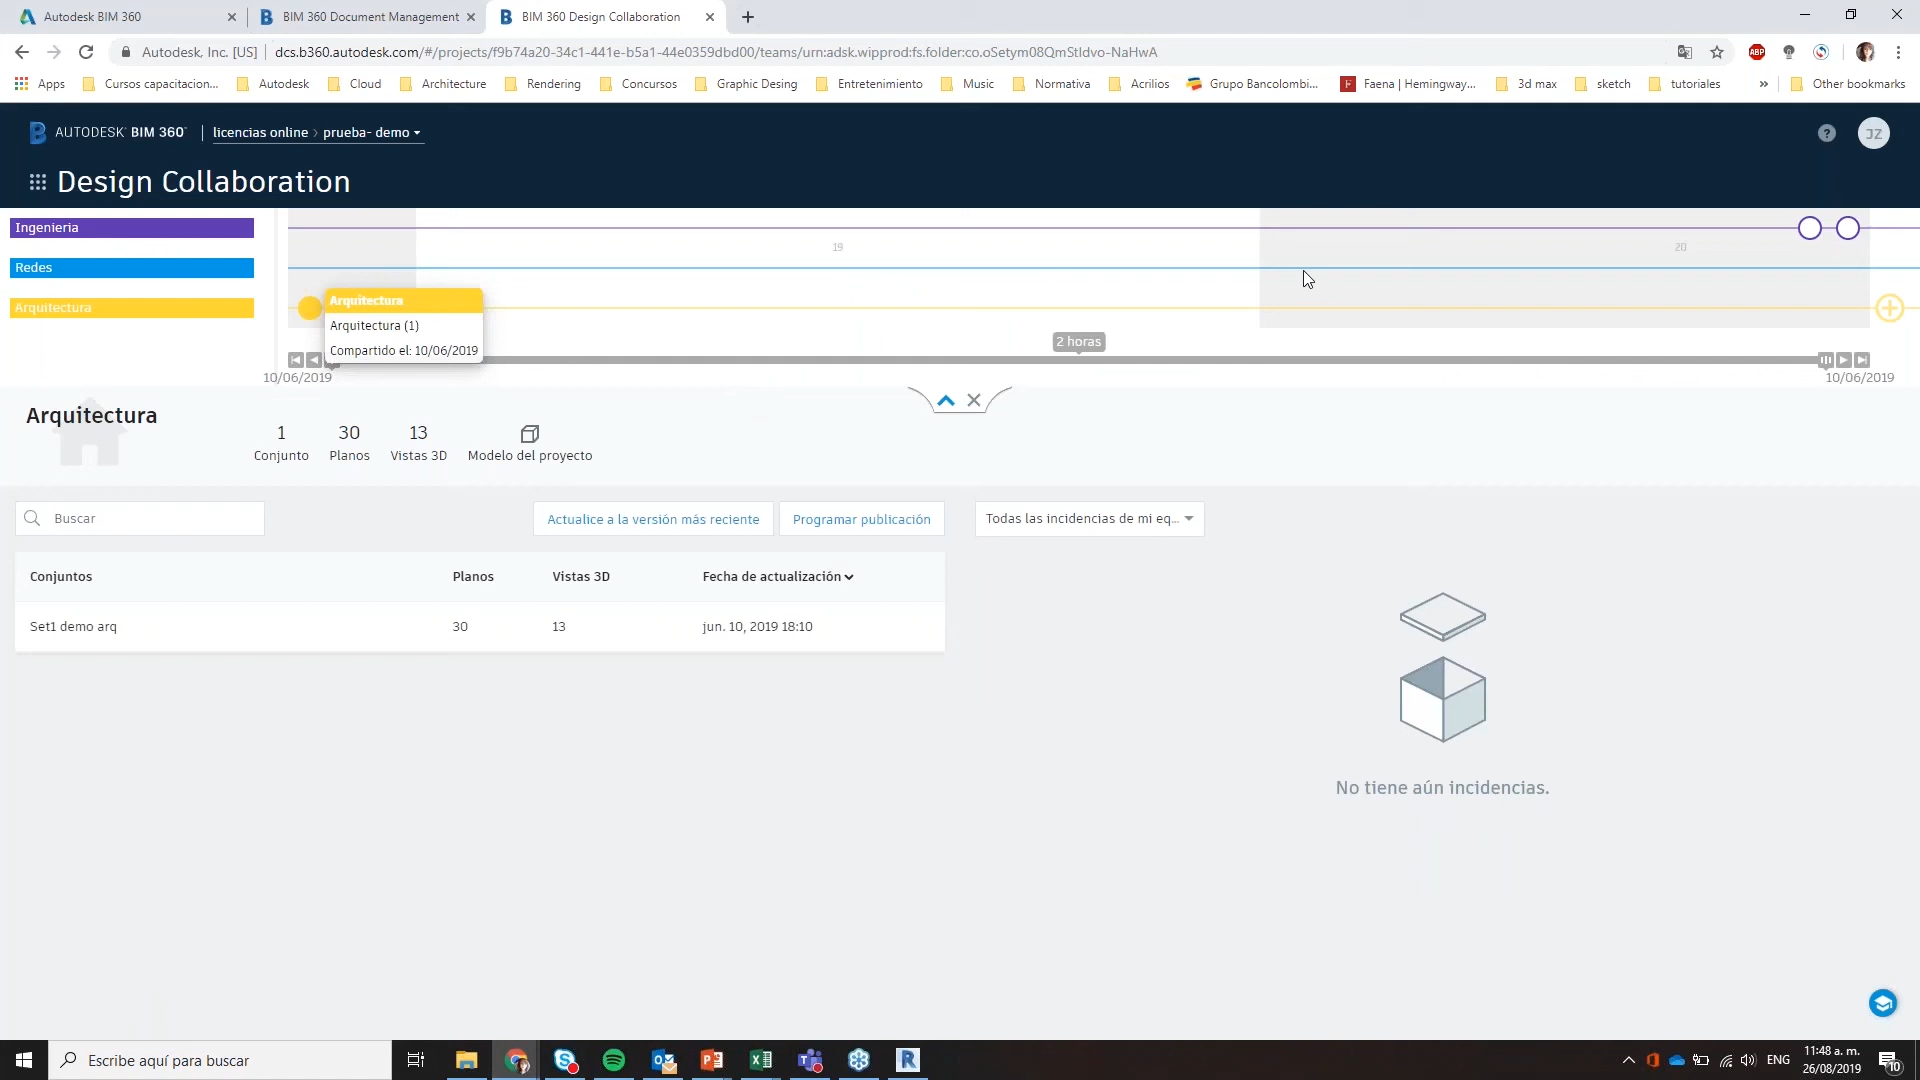 Autodesk BIM 360
BIM 360 Document Management
BIM 360 Design Collaboration
Autodesk, Inc. [US] | dcs.b360.autodesk.com/#/projects/f9b74a20-34c1-441e-b5a1-44e0359dbd00/teams/urn:adsk.wipprod:fs.folder:co.oSetym08QmStIdvo-NaHwA
ABP
Apps Cursos capacitacion... Autodesk Cloud Architecture Rendering Concursos Graphic Desing Entretenimiento Music Normativa Acrilios Grupo Bancolombi... Faena | Hemingway... 3d max sketch tutoriales » Other bookmarks
AUTODESK® BIM 360™ licencias online > prueba- demo
? JZ
Design Collaboration
Ingenieria
19 20
Redes
Arquitectura
Arquitectura
Arquitectura (1)
Compartido el: 10/06/2019
2 horas
10/06/2019 10/06/2019
Arquitectura
1 30 13
Conjunto Planos Vistas 3D Modelo del proyecto
Buscar
Actualice a la versión más reciente
Programar publicación
Todas las incidencias de mi eq...
Conjuntos Planos Vistas 3D Fecha de actualización
Set1 demo arq 30 13 jun. 10, 2019 18:10
No tiene aún incidencias.
Escribe aquí para buscar
ENG
11:48 a. m.
26/08/2019
10